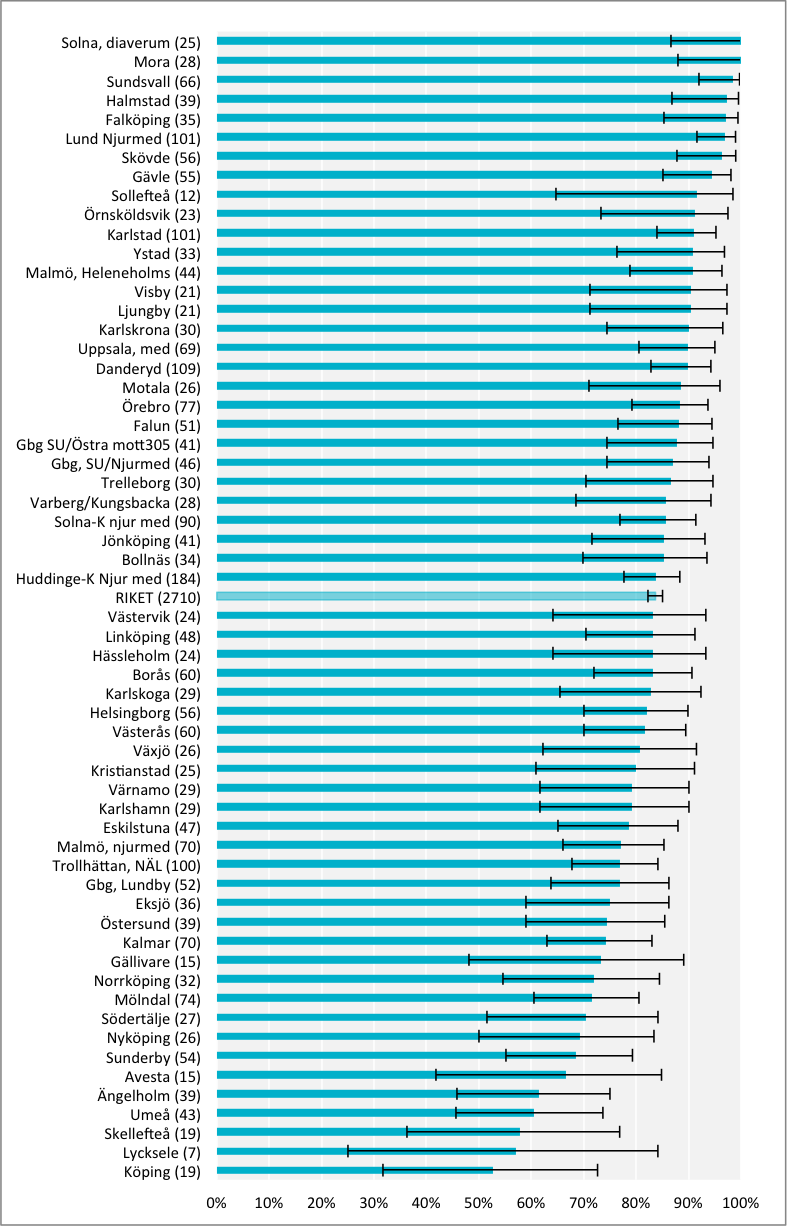 Solna, diaverum (25)
Mora (28)
Sundsvall (66)
Halmstad (39)
Falköping (35)
Lund Njurmed (101)
Skövde (56)
Gävle (55)
Sollefteå (12)
Örnsköldsvik (23)
Karlstad (101)
Ystad (33)
Malmö, Heleneholms (44)
Visby (21)
Ljungby (21)
Karlskrona (30)
Uppsala, med (69)
Danderyd (109)
Motala (26)
Örebro (77)
Falun (51)
Gbg SU/Östra mott305 (41)
Gbg, SU/Njurmed (46)
Trelleborg (30)
Varberg/Kungsbacka (28)
Solna-K njur med (90)
Jönköping (41)
Bollnäs (34)
Huddinge-K Njur med (184)
RIKET (2710)
Västervik (24)
Linköping (48)
Hässleholm (24)
Borås (60)
Karlskoga (29)
Helsingborg (56)
Västerås (60)
Växjö (26)
Kristianstad (25)
Värnamo (29)
Karlshamn (29)
Eskilstuna (47)
Malmö, njurmed (70)
Trollhättan, NÄL (100)
Gbg, Lundby (52)
Eksjö (36)
Östersund (39)
Kalmar (70)
Gällivare (15)
Norrköping (32)
Mölndal (74)
Södertälje (27)
Nyköping (26)
Sunderby (54)
Avesta (15)
Ängelholm (39)
Umeå (43)
Skellefteå (19)
Lycksele (7)
Köping (19)
0% 10% 20% 30% 40% 50% 60% 70% 80% 90% 100%